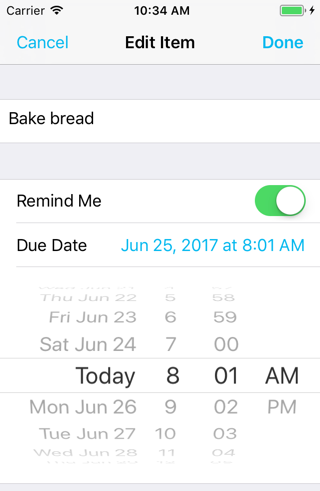 Carrier 10:34 AM
Cancel Edit Item Done
Bake bread
Remind Me
Due Date Jun 25, 2017 at 8:01 AM
Thu Jun 22 5 58
Fri Jun 23 6 59
Sat Jun 24 7 00
Today 8 01 AM
Mon Jun 26 9 02 PM
Tue Jun 27 10 03
Wed Jun 28 11 04